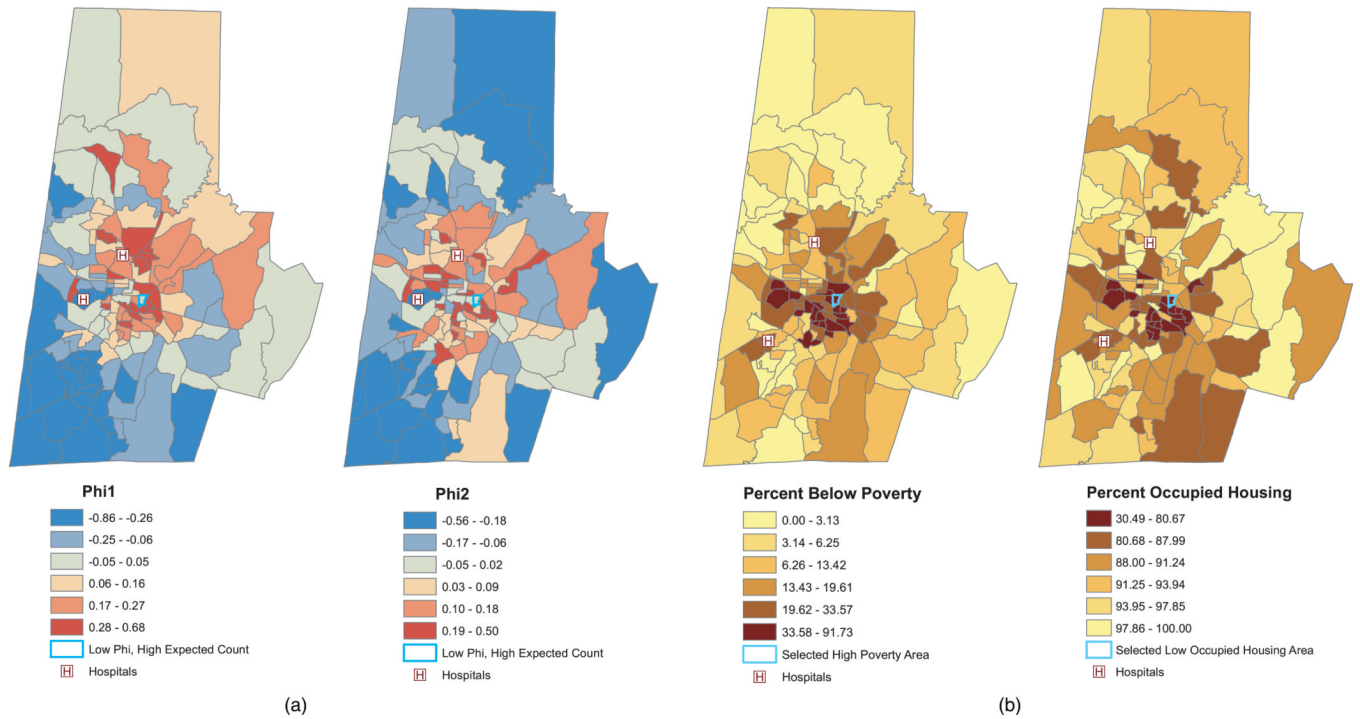 H
H
H
H
H
H
H
H
Phi1
-0.86 - -0.26
-0.25 - -0.06
-0.05 - 0.05
0.06 - 0.16
0.17 - 0.27
0.28 - 0.68
Low Phi, High Expected Count
H Hospitals
Phi2
-0.56 - -0.18
-0.17 - -0.06
-0.05 - 0.02
0.03 - 0.09
0.10 - 0.18
0.19 - 0.50
Low Phi, High Expected Count
H Hospitals
(a)
Percent Below Poverty
0.00 - 3.13
3.14 - 6.25
6.26 - 13.42
13.43 - 19.61
19.62 - 33.57
33.58 - 91.73
Selected High Poverty Area
H Hospitals
Percent Occupied Housing
30.49 - 80.67
80.68 - 87.99
88.00 - 91.24
91.25 - 93.94
93.95 - 97.85
97.86 - 100.00
Selected Low Occupied Housing Area
H Hospitals
(b)